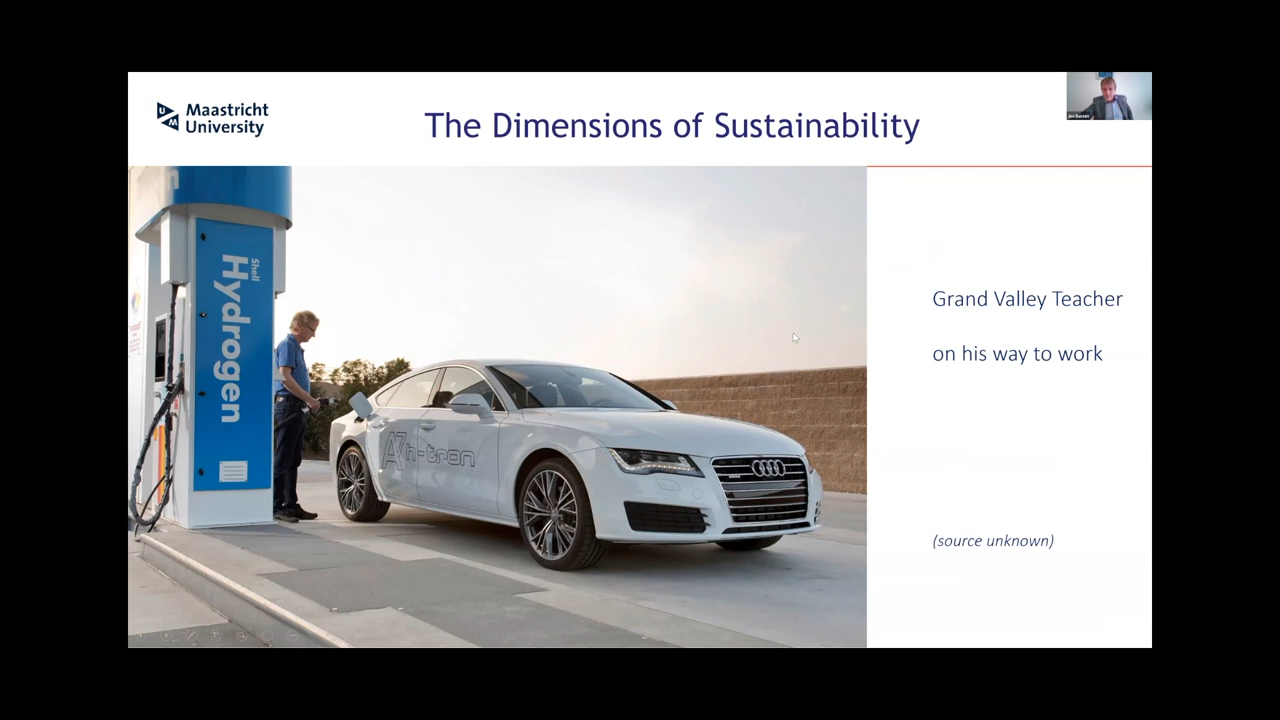 Maastricht
University
The Dimensions of Sustainability
Shell
Hydrogen
A7 h-tron
Grand Valley Teacher
on his way to work
(source unknown)